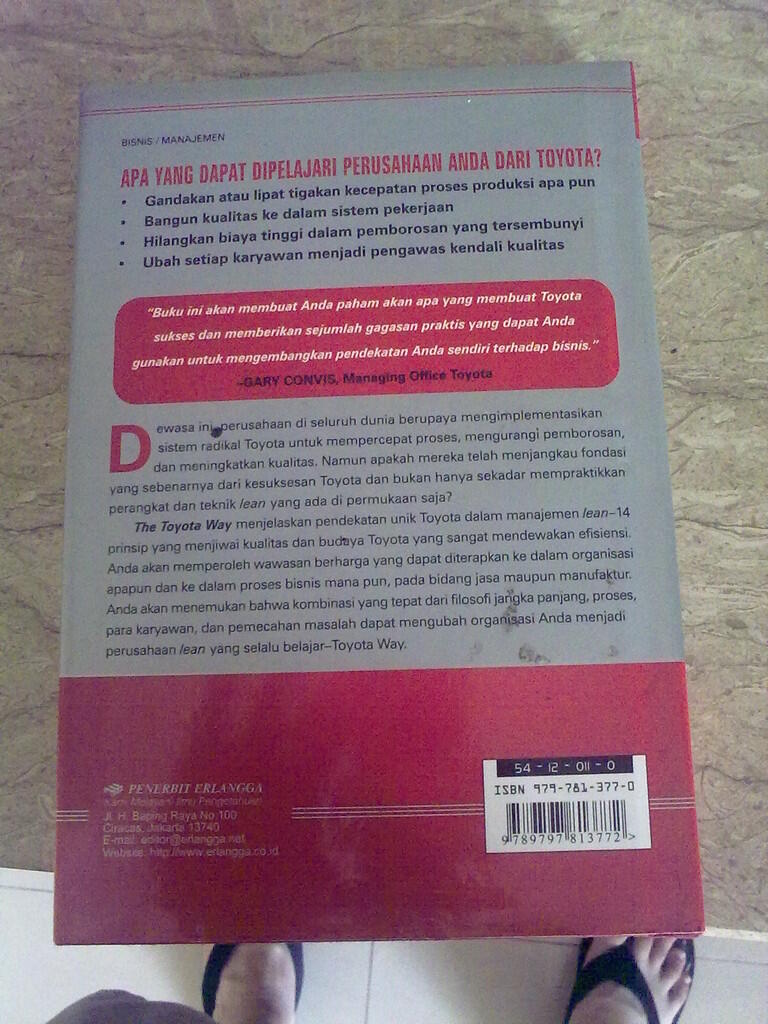 BISNIS / MANAJEMEN
APA YANG DAPAT DIPELAJARI PERUSAHAAN ANDA DARI TOYOTA?
• Gandakan atau lipat tigakan kecepatan proses produksi apa pun
• Bangun kualitas ke dalam sistem pekerjaan
• Hilangkan biaya tinggi dalam pemborosan yang tersembunyi
• Ubah setiap karyawan menjadi pengawas kendali kualitas
"Buku ini akan membuat Anda paham akan apa yang membuat Toyota
sukses dan memberikan sejumlah gagasan praktis yang dapat Anda
gunakan untuk mengembangkan pendekatan Anda sendiri terhadap bisnis."
–GARY CONVIS, Managing Office Toyota
Dewasa ini, perusahaan di seluruh dunia berupaya mengimplementasikan
sistem radikal Toyota untuk mempercepat proses, mengurangi pemborosan,
dan meningkatkan kualitas. Namun apakah mereka telah menjangkau fondasi
yang sebenarnya dari kesuksesan Toyota dan bukan hanya sekadar mempraktikkan
perangkat dan teknik lean yang ada di permukaan saja?
The Toyota Way menjelaskan pendekatan unik Toyota dalam manajemen lean–14
prinsip yang menjiwai kualitas dan budaya Toyota yang sangat mendewakan efisiensi.
Anda akan memperoleh wawasan berharga yang dapat diterapkan ke dalam organisasi
apapun dan ke dalam proses bisnis mana pun, pada bidang jasa maupun manufaktur.
Anda akan menemukan bahwa kombinasi yang tepat dari filosofi jangka panjang, proses,
para karyawan, dan pemecahan masalah dapat mengubah organisasi Anda menjadi
perusahaan lean yang selalu belajar–Toyota Way.
PENERBIT ERLANGGA
Kami Melayani Ilmu Pengetahuan
Jl. H. Baping Raya No.100
Ciracas, Jakarta 13740
E-mail: editor@erlangga.net
Website: http://www.erlangga.co.id
54 - 12 - 011 - 0
ISBN 979-781-377-0
9789797813772>